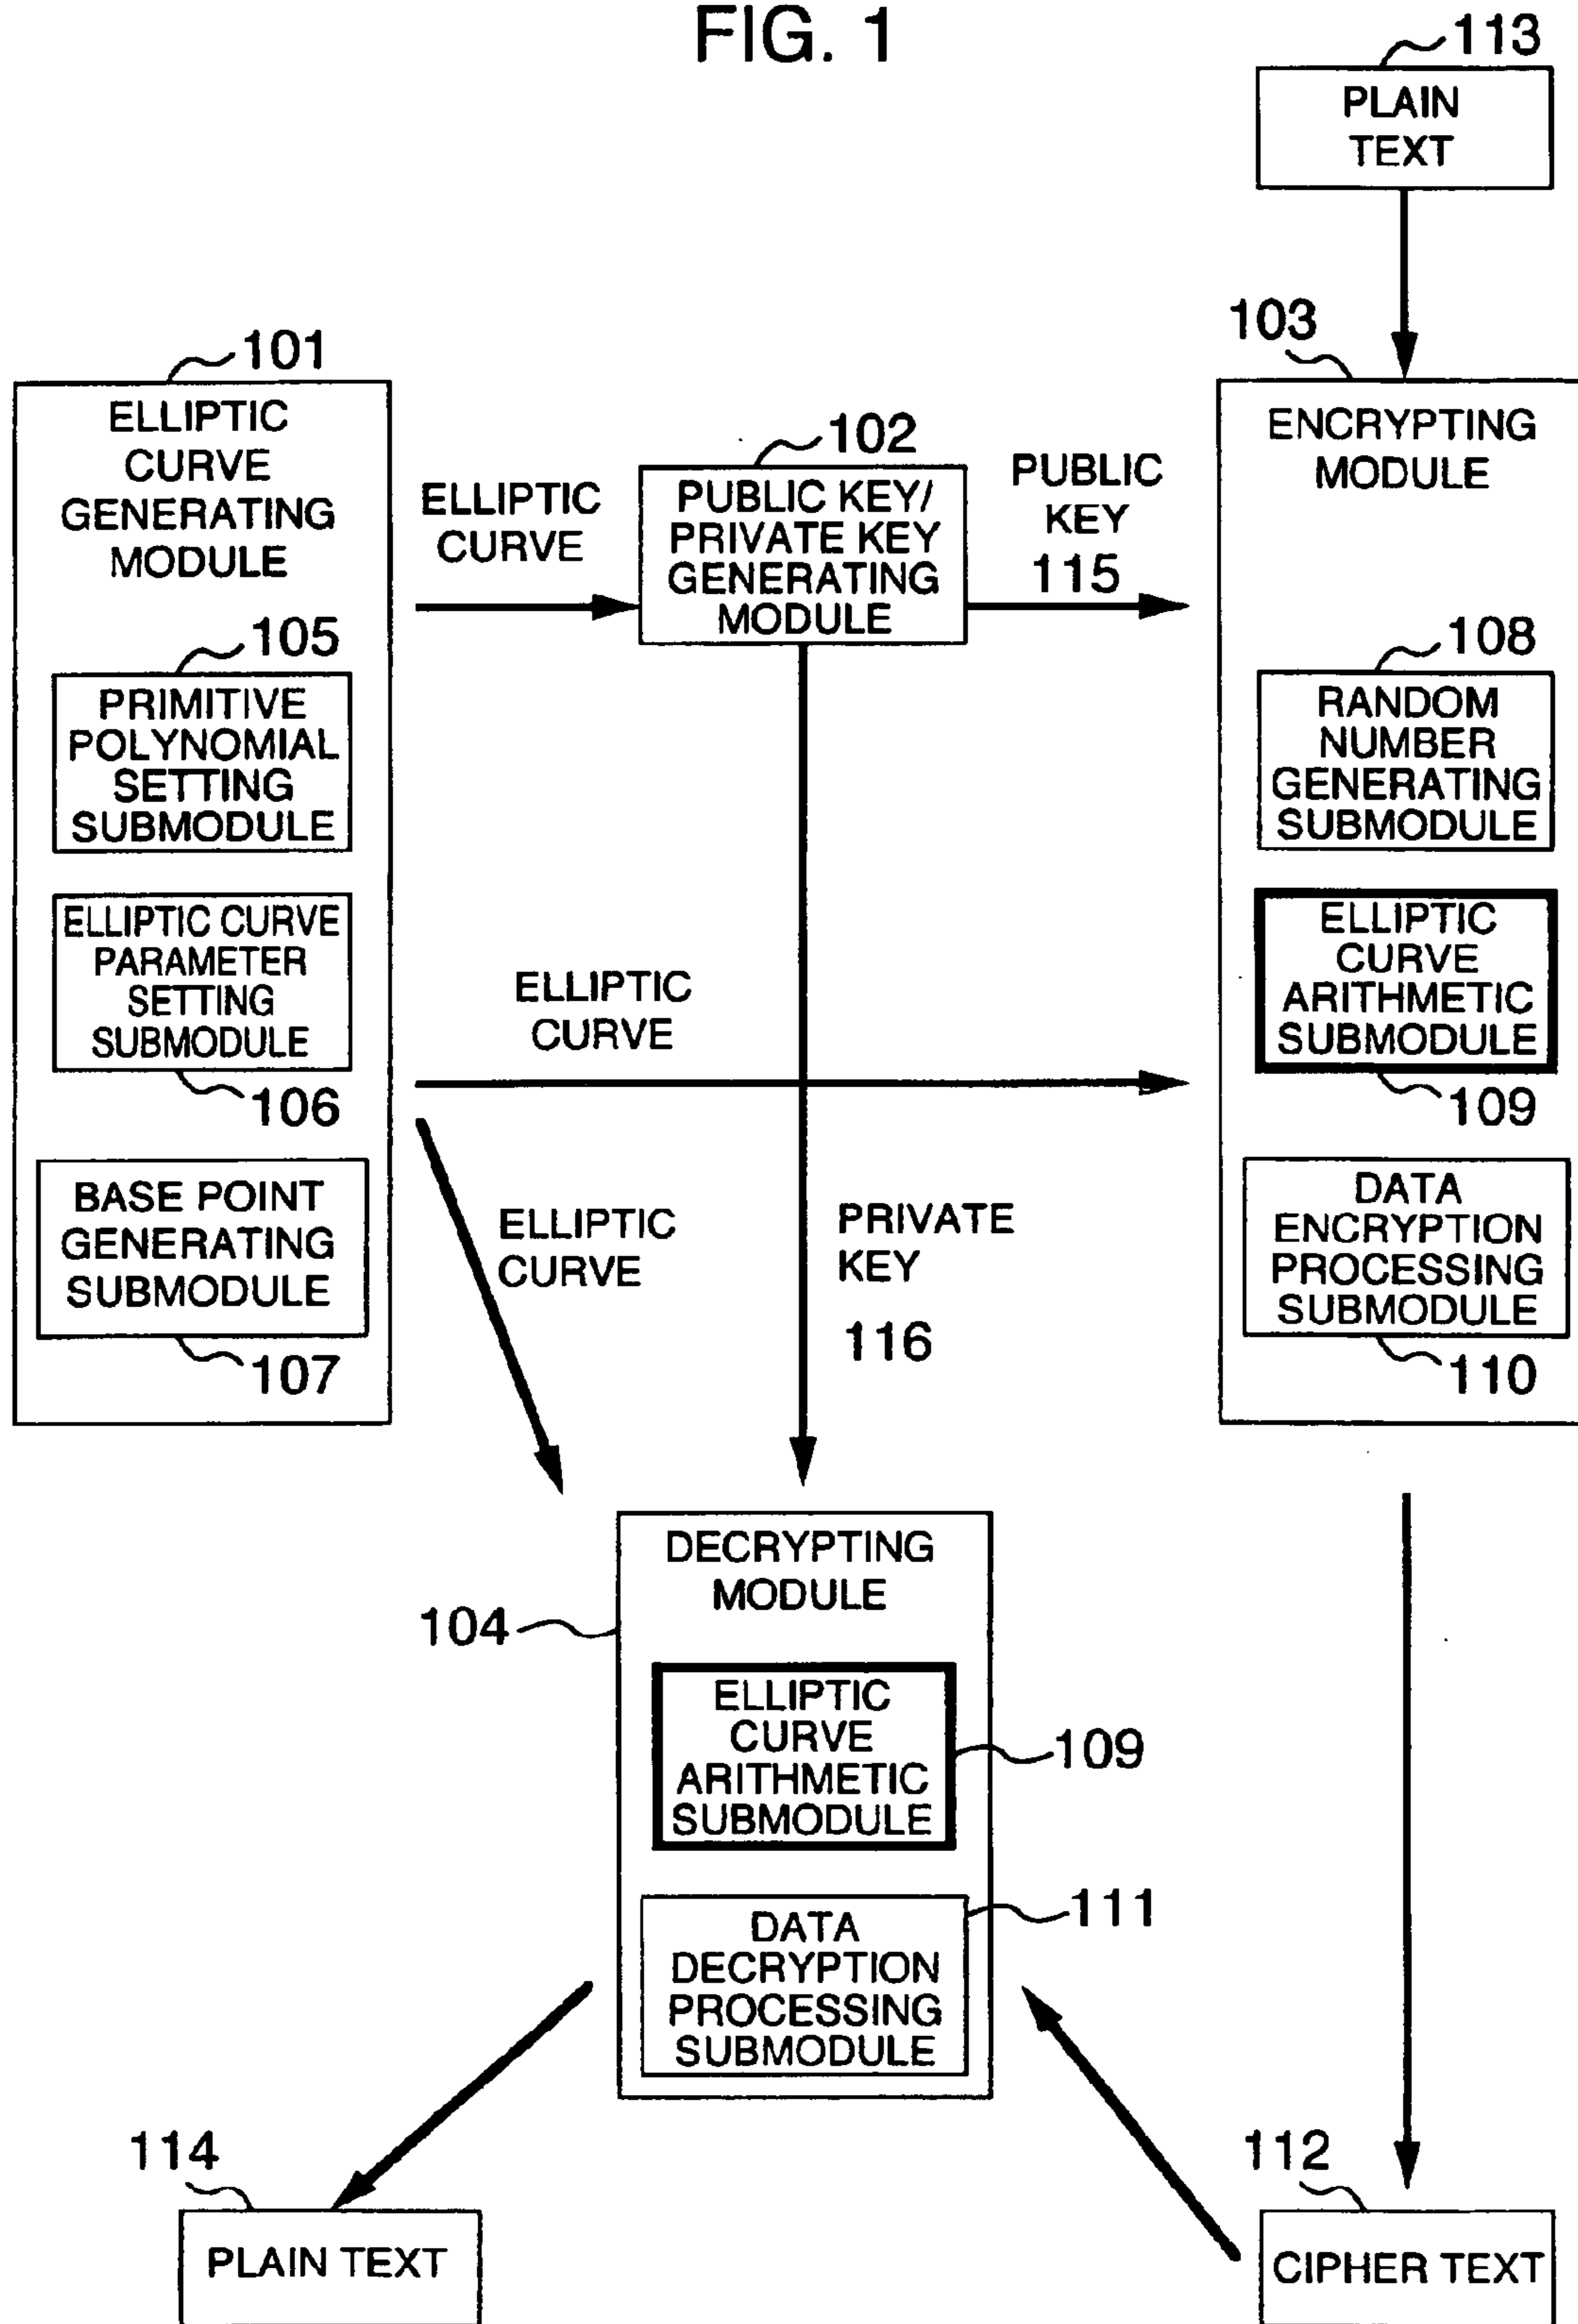 FIG. 1
113
PLAIN
TEXT
103
101
ELLIPTIC
CURVE
GENERATING
MODULE
105
PRIMITIVE
POLYNOMIAL
SETTING
SUBMODULE
ELLIPTIC CURVE
PARAMETER
SETTING
SUBMODULE
106
BASE POINT
GENERATING
SUBMODULE
107
ELLIPTIC
CURVE
102
PUBLIC KEY/
PRIVATE KEY
GENERATING
MODULE
PUBLIC
KEY
115
ENCRYPTING
MODULE
108
RANDOM
NUMBER
GENERATING
SUBMODULE
ELLIPTIC
CURVE
ARITHMETIC
SUBMODULE
109
DATA
ENCRYPTION
PROCESSING
SUBMODULE
110
ELLIPTIC
CURVE
ELLIPTIC
CURVE
PRIVATE
KEY
116
DECRYPTING
MODULE
104
ELLIPTIC
CURVE
ARITHMETIC
SUBMODULE
109
111
DATA
DECRYPTION
PROCESSING
SUBMODULE
114
PLAIN TEXT
112
CIPHER TEXT